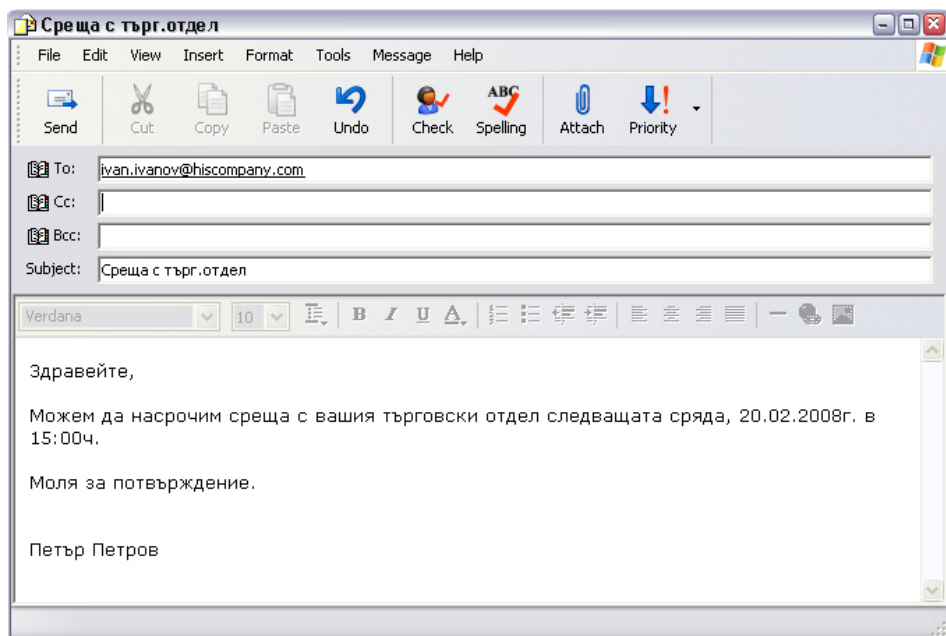 Среща с търг.отдел
File Edit View Insert Format Tools Message Help
Send Cut Copy Paste Undo Check ABC Spelling Attach Priority
To: ivan.ivanov@hiscompany.com
Cc:
Bcc:
Subject: Среща с търг.отдел
Verdana 10 B I U A
Здравейте,
Можем да насрочим среща с вашия търговски отдел следващата сряда, 20.02.2008г. в
15:00ч.
Моля за потвърждение.
Петър Петров